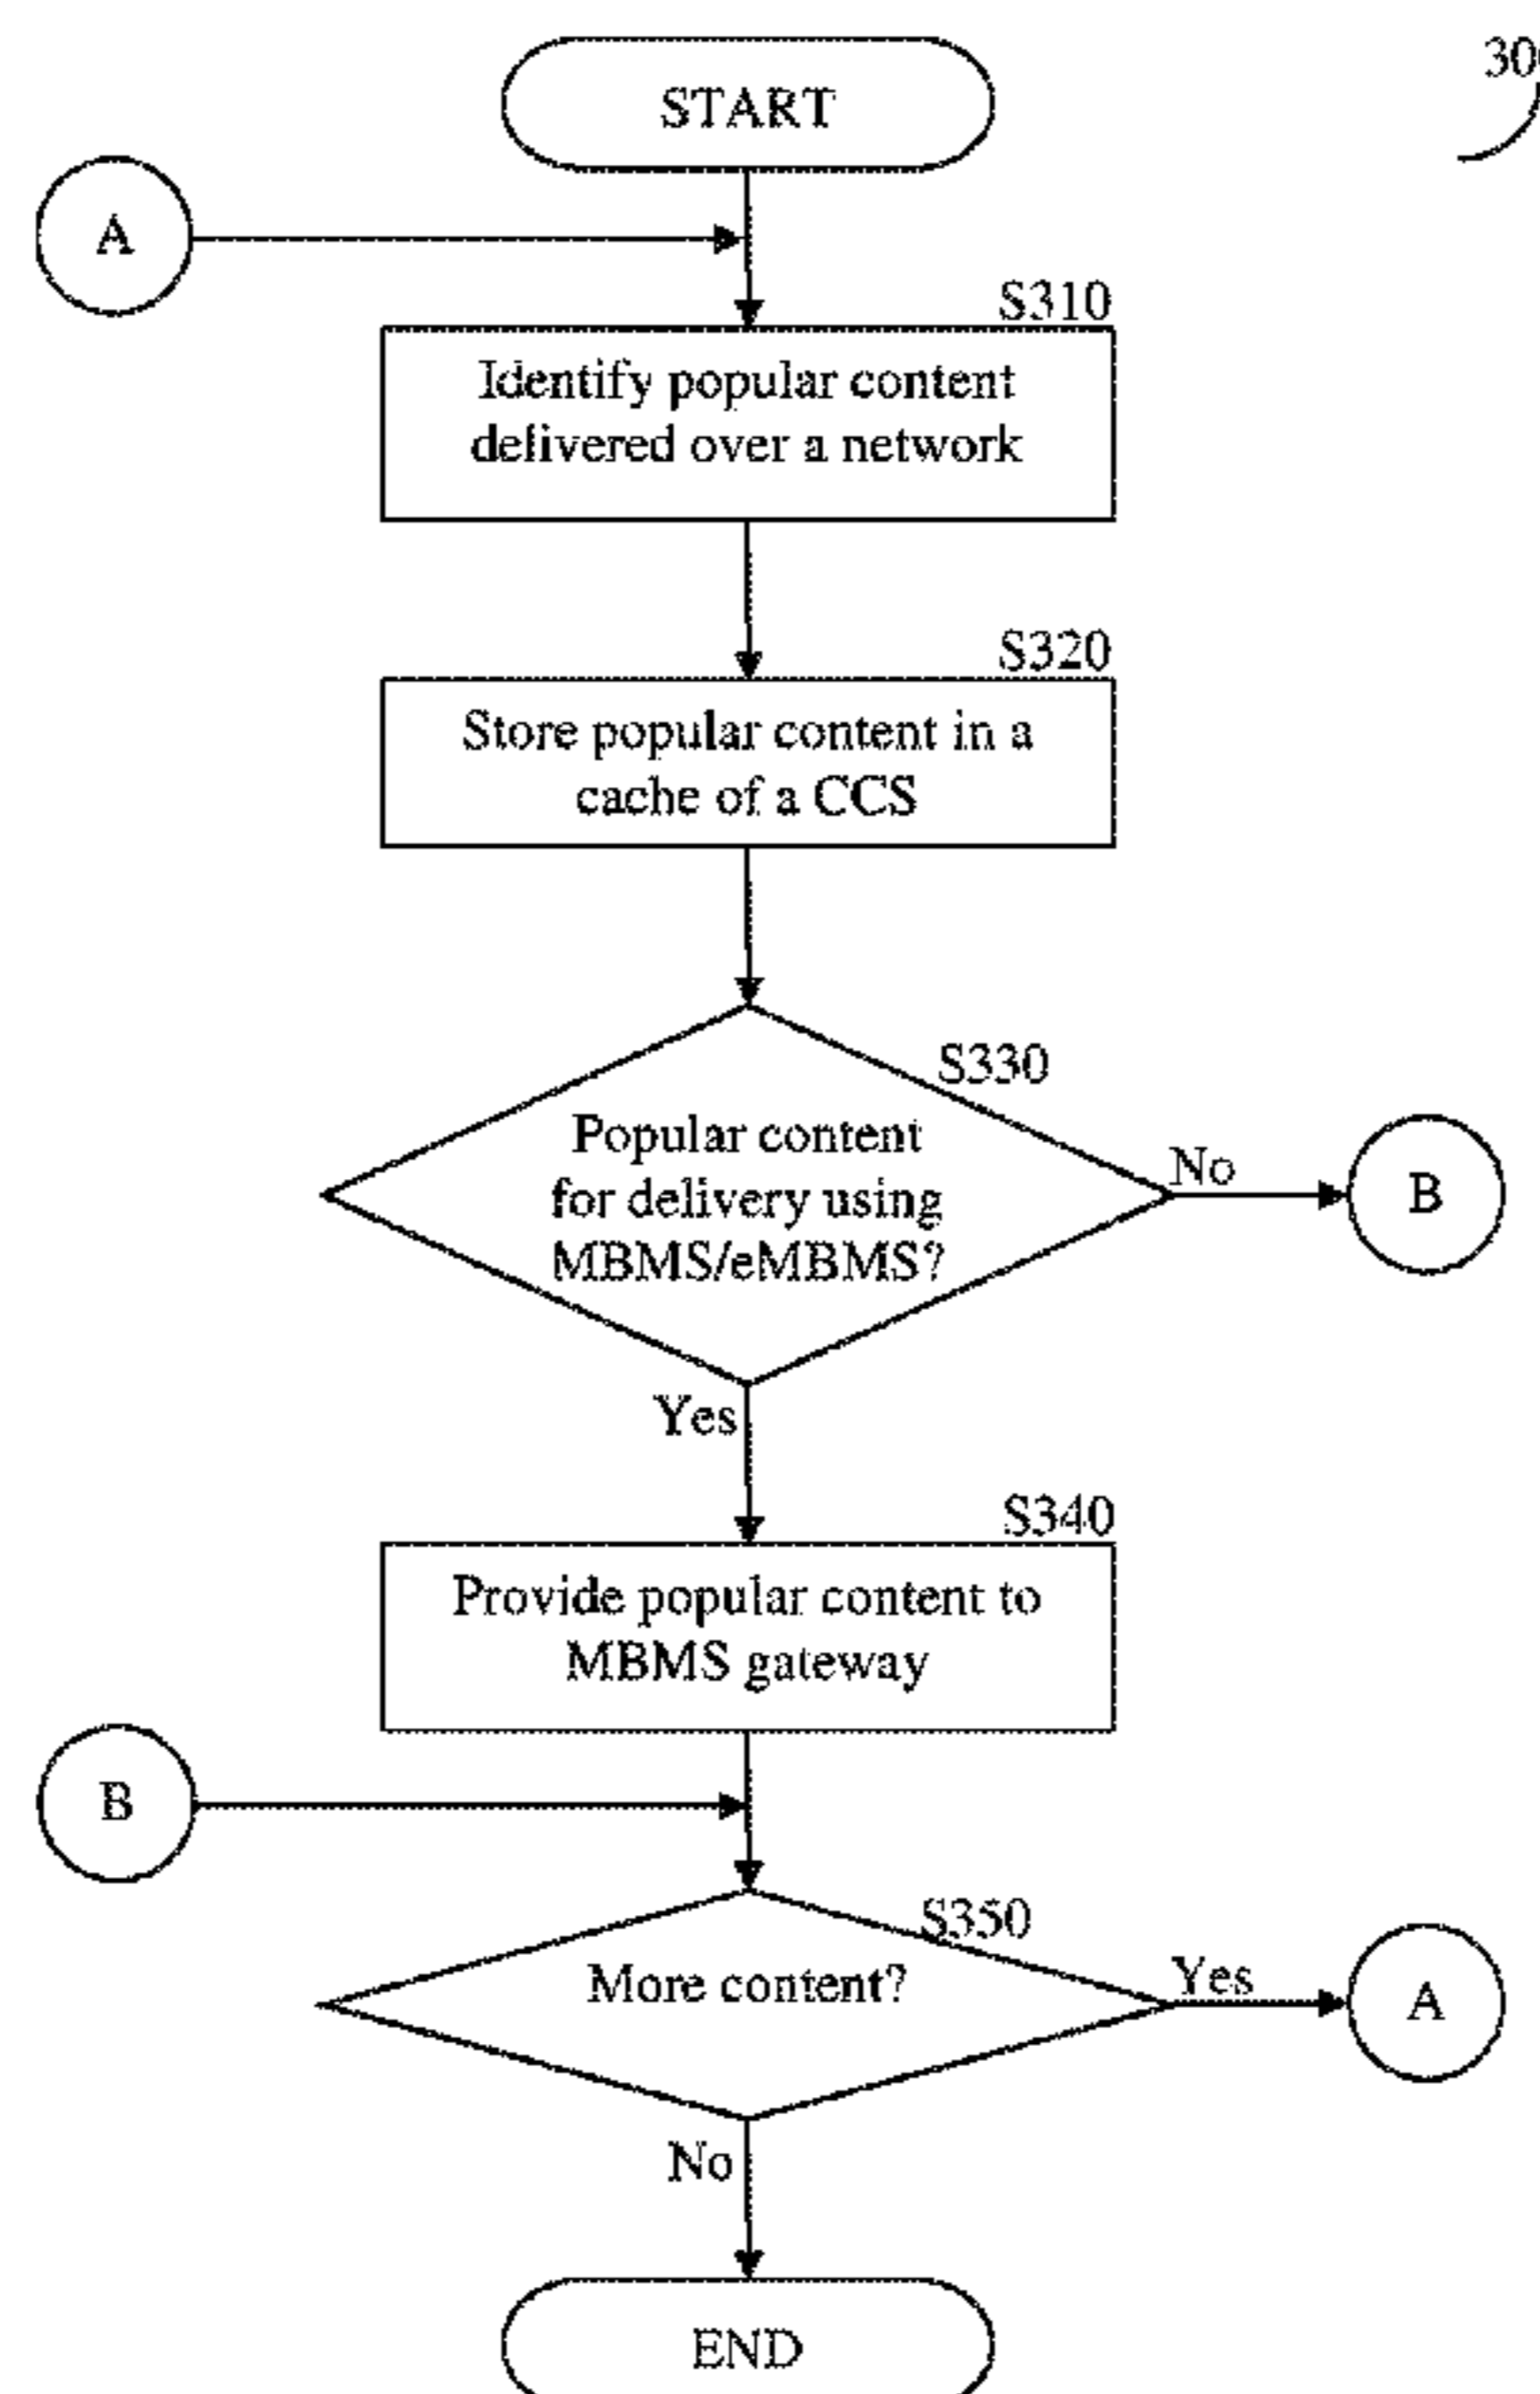 START
A
S310
Identify popular content
delivered over a network
S320
Store popular content in a
cache of a CCS
S330
Popular content
for delivery using
MBMS/eMBMS?
No
B
Yes
S340
Provide popular content to
MBMS gateway
B
S350
More content?
Yes
A
No
END